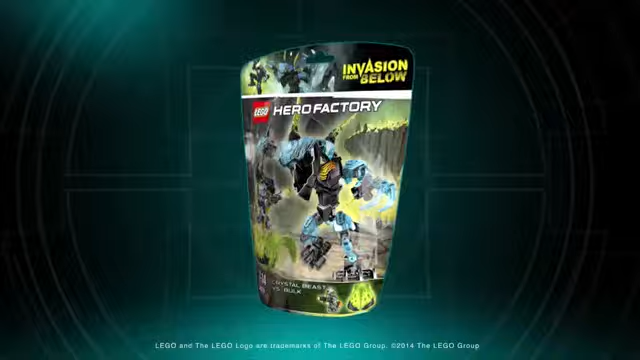 INVASION
FROM BELOW
LEGO HERO FACTORY
CRYSTAL BEAST
VS. BULK
LEGO and The LEGO Logo are trademarks of The LEGO Group. ©2014 The LEGO Group